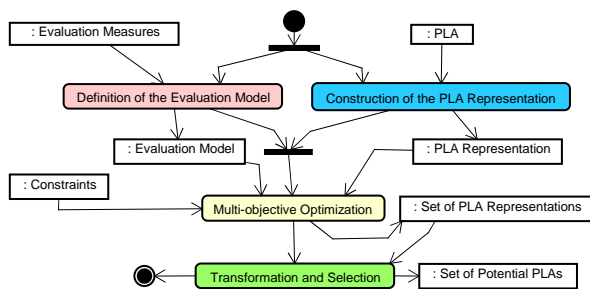 : Evaluation Measures
: PLA
Definition of the Evaluation Model
Construction of the PLA Representation
: Evaluation Model
: PLA Representation
: Constraints
Multi-objective Optimization
: Set of PLA Representations
Transformation and Selection
: Set of Potential PLAs